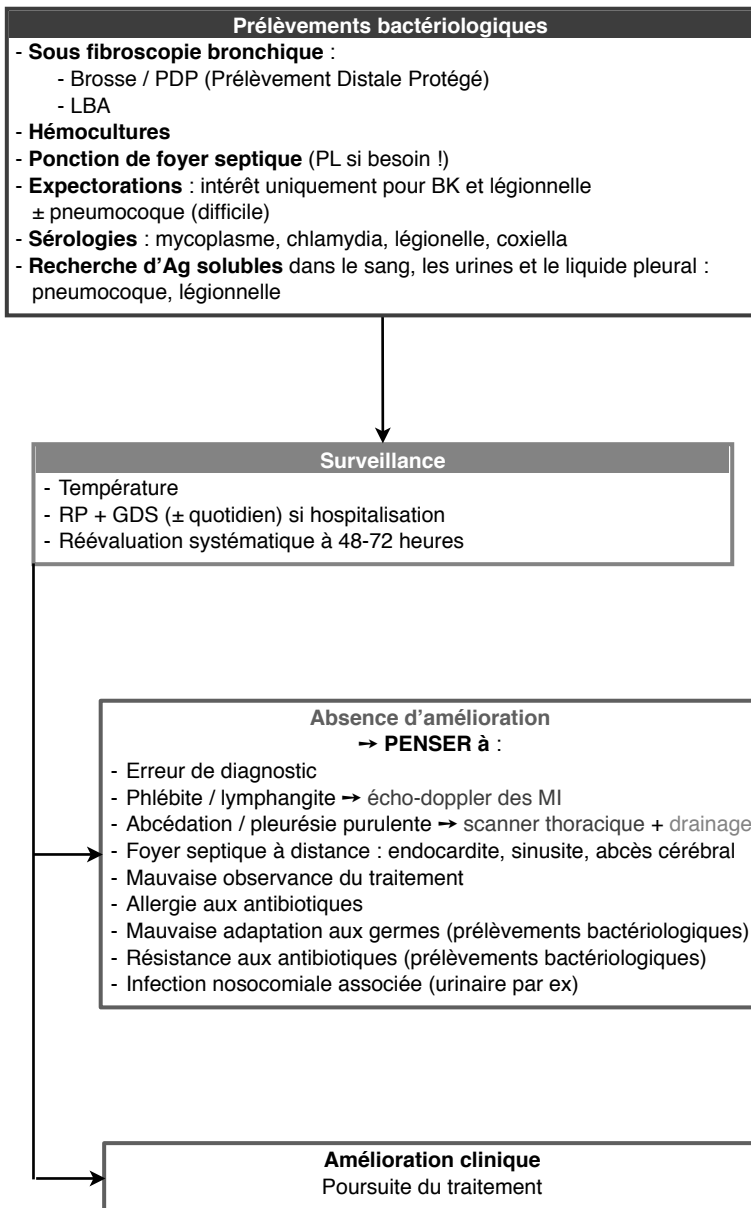 Prélèvements bactériologiques
- Sous fibroscopie bronchique :
- Brosse / PDP (Prélèvement Distale Protégé)
- LBA
- Hémocultures
- Ponction de foyer septique (PL si besoin !)
- Expectorations : intérêt uniquement pour BK et légionnelle
± pneumocoque (difficile)
- Sérologies : mycoplasme, chlamydia, légionelle, coxiella
- Recherche d’Ag solubles dans le sang, les urines et le liquide pleural :
pneumocoque, légionnelle
Surveillance
- Température
- RP + GDS (± quotidien) si hospitalisation
- Réévaluation systématique à 48-72 heures
Absence d’amélioration
➙ PENSER à :
- Erreur de diagnostic
- Phlébite / lymphangite ➙ écho-doppler des MI
- Abcédation / pleurésie purulente ➙ scanner thoracique + drainage
- Foyer septique à distance : endocardite, sinusite, abcès cérébral
- Mauvaise observance du traitement
- Allergie aux antibiotiques
- Mauvaise adaptation aux germes (prélèvements bactériologiques)
- Résistance aux antibiotiques (prélèvements bactériologiques)
- Infection nosocomiale associée (urinaire par ex)
Amélioration clinique
Poursuite du traitement